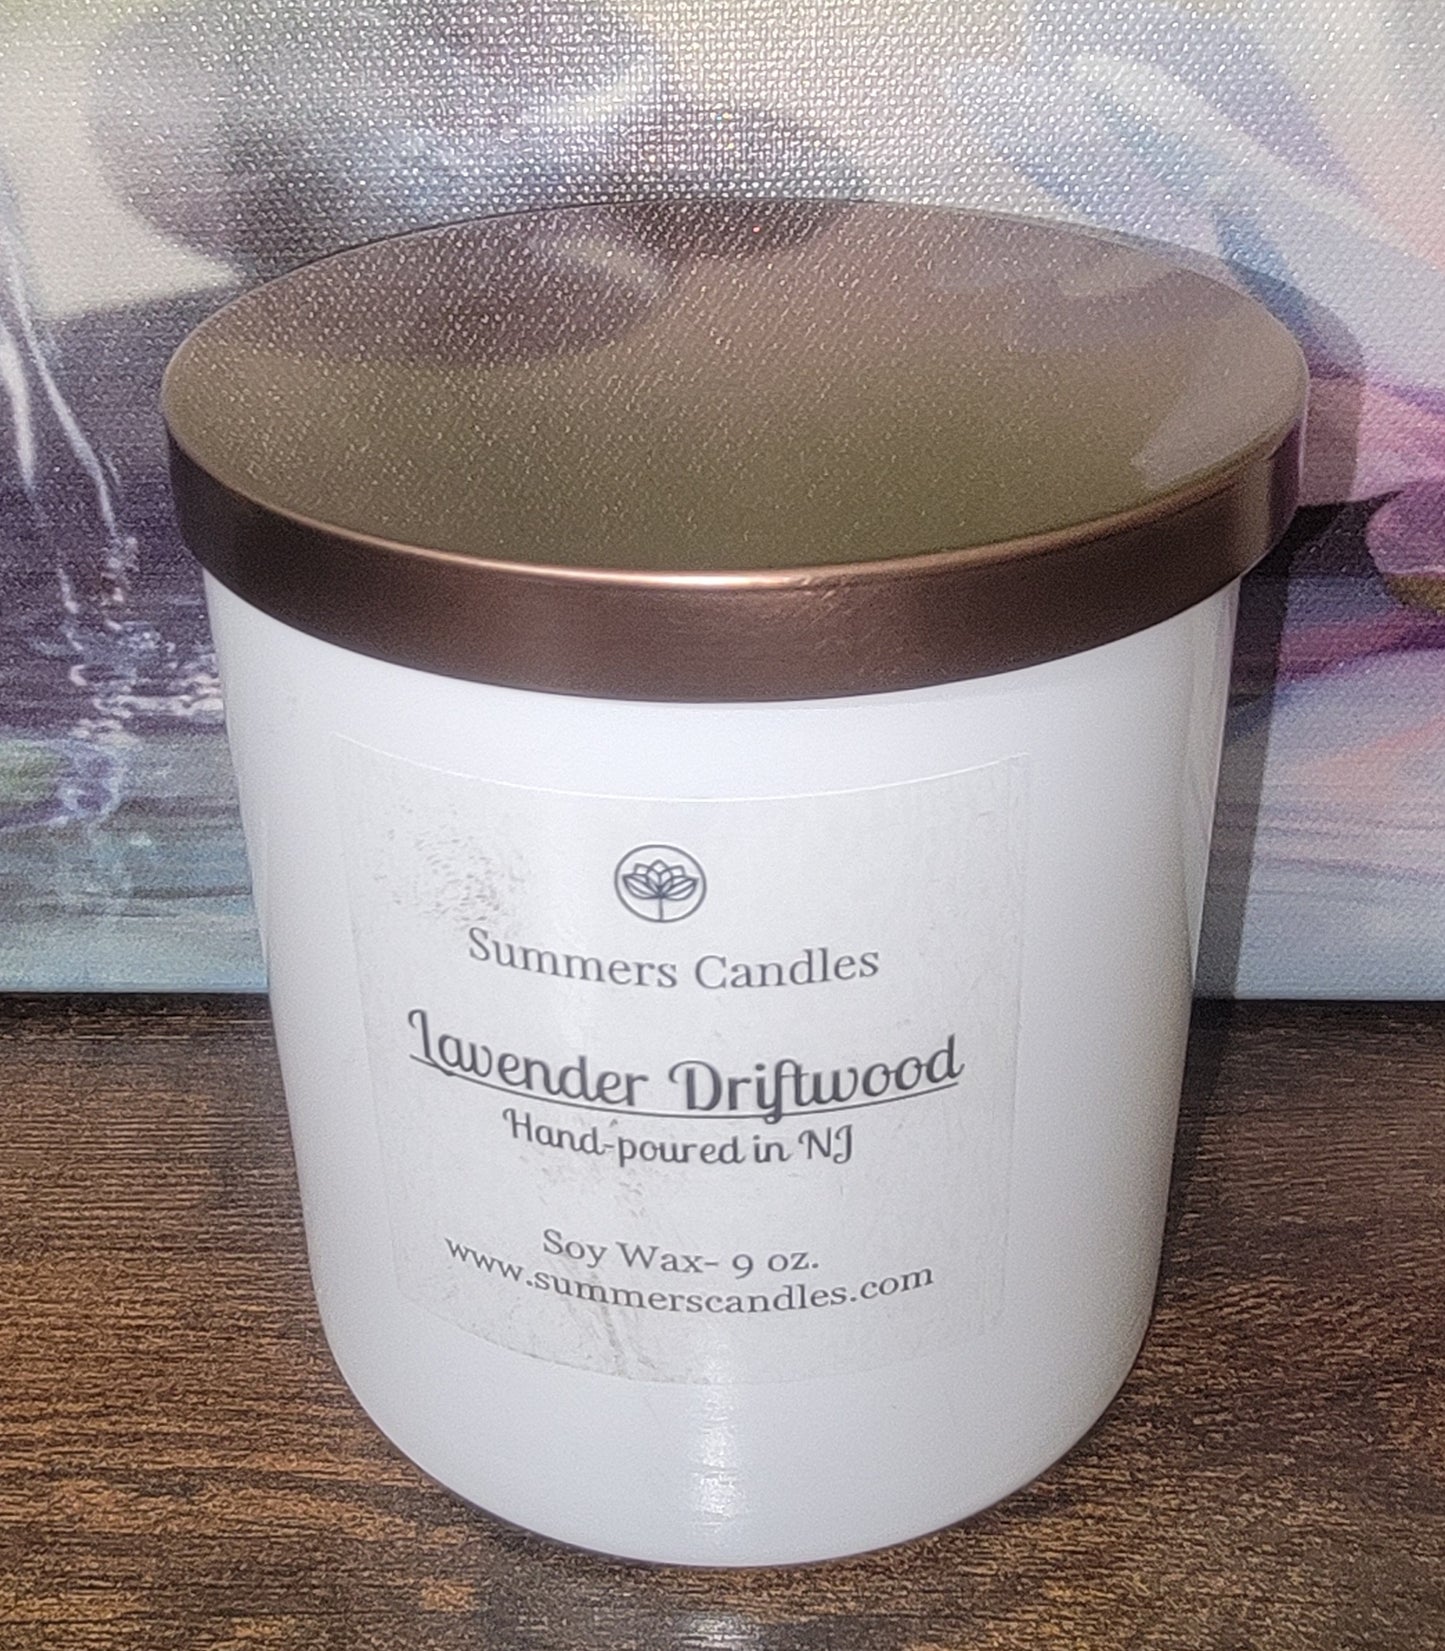 Summers Candles
Lavender Driftwood
Hand-poured in NJ
Soy Wax- 9 oz.
www.summerscandles.com